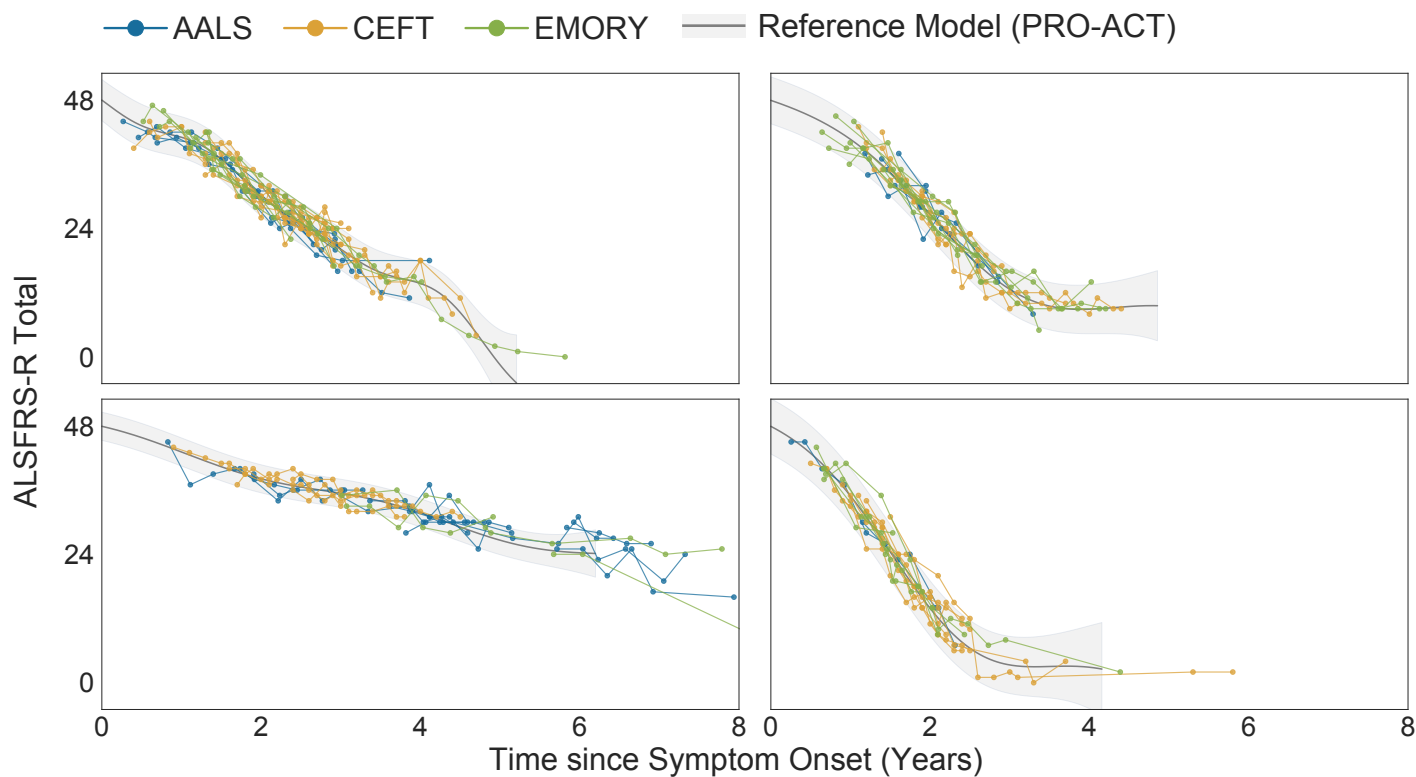 AALS CEFT EMORY Reference Model (PRO-ACT)
48
24
0
48
24
0
ALSFRS-R Total
0 2 4 6 8 0 2 4 6 8
Time since Symptom Onset (Years)